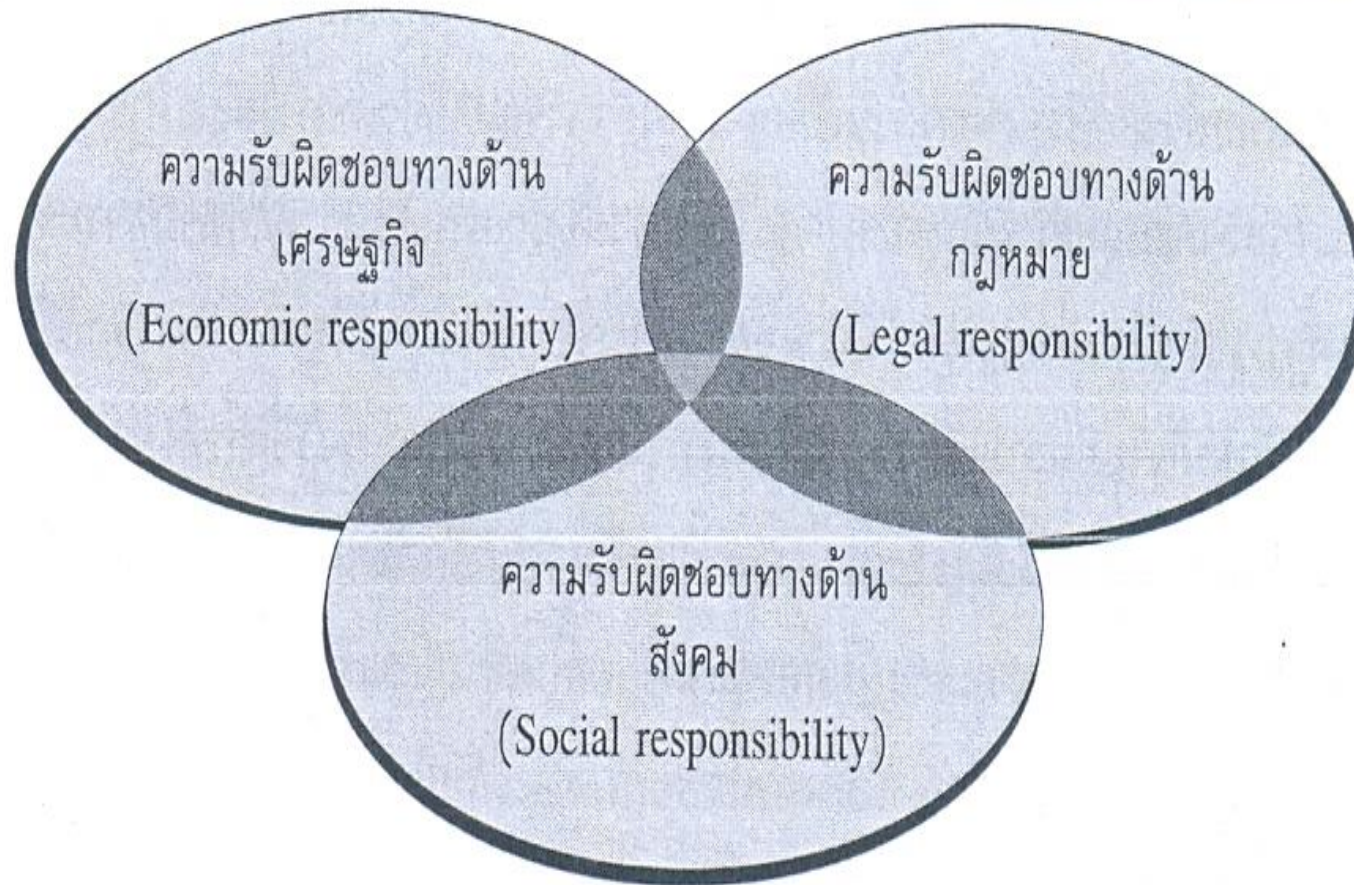 ความรับผิดชอบทางด้าน
เศรษฐกิจ
(Economic responsibility)
ความรับผิดชอบทางด้าน
กฎหมาย
(Legal responsibility)
ความรับผิดชอบทางด้าน
สังคม
(Social responsibility)